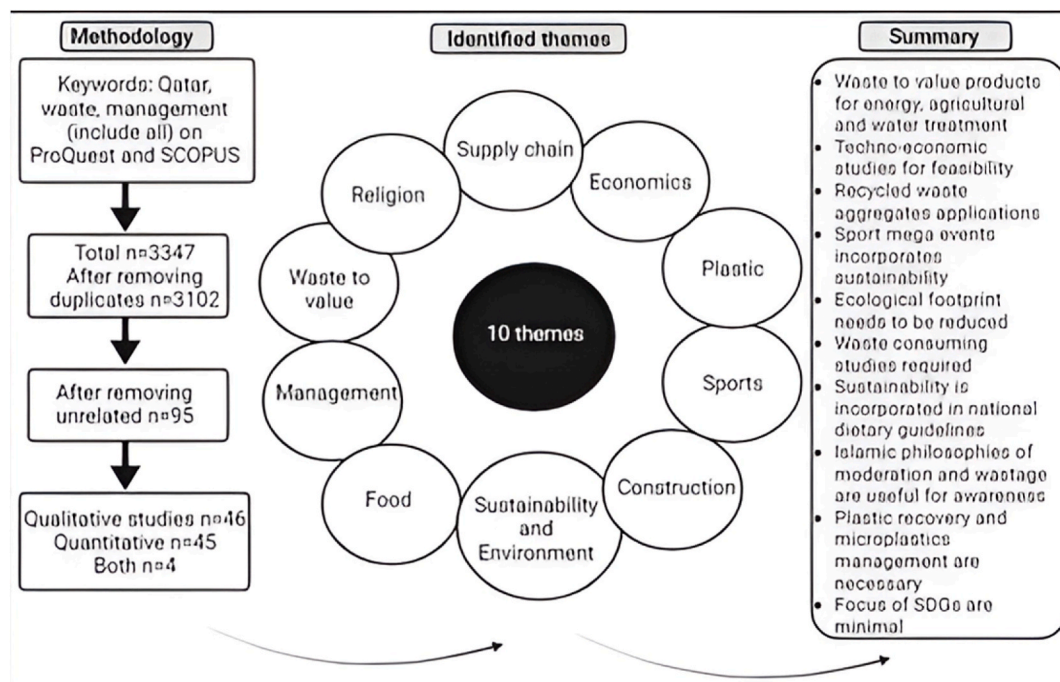 Methodology
Keywords: Qatar,
waste, management
(include all) on
ProQuest and SCOPUS
Total n=3347
After removing
duplicates n=3102
After removing
unrelated n=95
Qualitative studies n=46
Quantitative n=45
Both n=4
Identified themes
Supply chain
Economics
Plastic
Sports
Construction
Sustainability
and
Environment
Food
Management
Waste to
value
Religion
10 themes
Summary
• Waste to value products
for energy, agricultural
and water treatment
• Techno-economic
studies for feasibility
• Recycled waste
aggregates applications
• Sport mega events
incorporates
sustainability
• Ecological footprint
needs to be reduced
• Waste consuming
studies required
• Sustainability is
incorporated in national
dietary guidelines
• Islamic philosophies of
moderation and wastage
are useful for awareness
• Plastic recovery and
microplastics
management are
necessary
• Focus of SDGs are
minimal